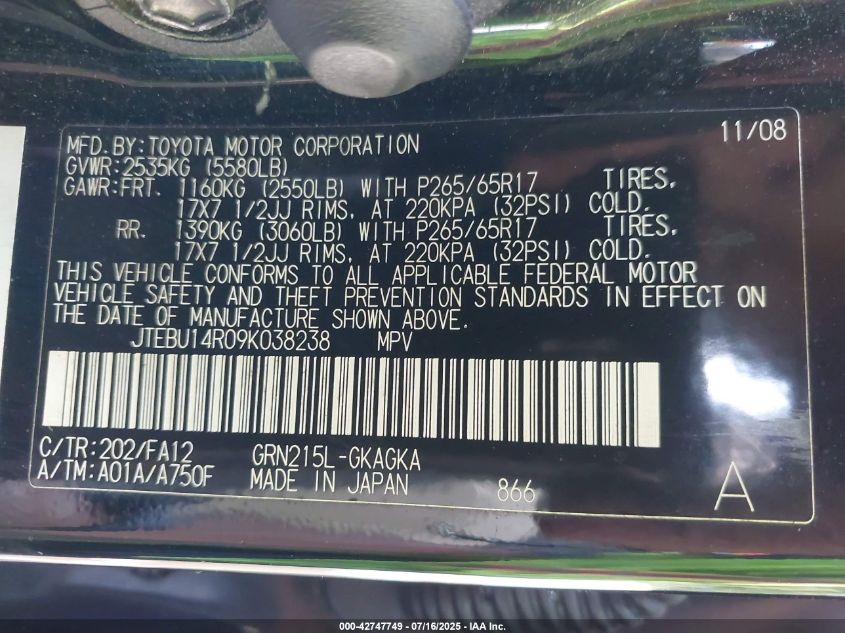 11/08
MFD.BY:TOYOTA MOTOR CORPORATION
GVWR:2535KG (5580LB)
GAWR:FRT. 1160KG (2550LB) WITH P265/65R17 TIRES,
17X7 1/2JJ RIMS, AT 220KPA (32PSI) COLD.
RR. 1390KG (3060LB) WITH P265/65R17 TIRES,
17X7 1/2JJ RIMS, AT 220KPA (32PSI) COLD.
THIS VEHICLE CONFORMS TO ALL APPLICABLE FEDERAL MOTOR
VEHICLE SAFETY AND THEFT PREVENTION STANDARDS IN EFFECT ON
THE DATE OF MANUFACTURE SHOWN ABOVE.
JTEBU14R09K038238 MPV
C/TR:202/FA12 GRN215L-GKAGKA
A/TM:A01A/A750F MADE IN JAPAN 866 A
000-42747749 - 07/16/2025 - IAA Inc.